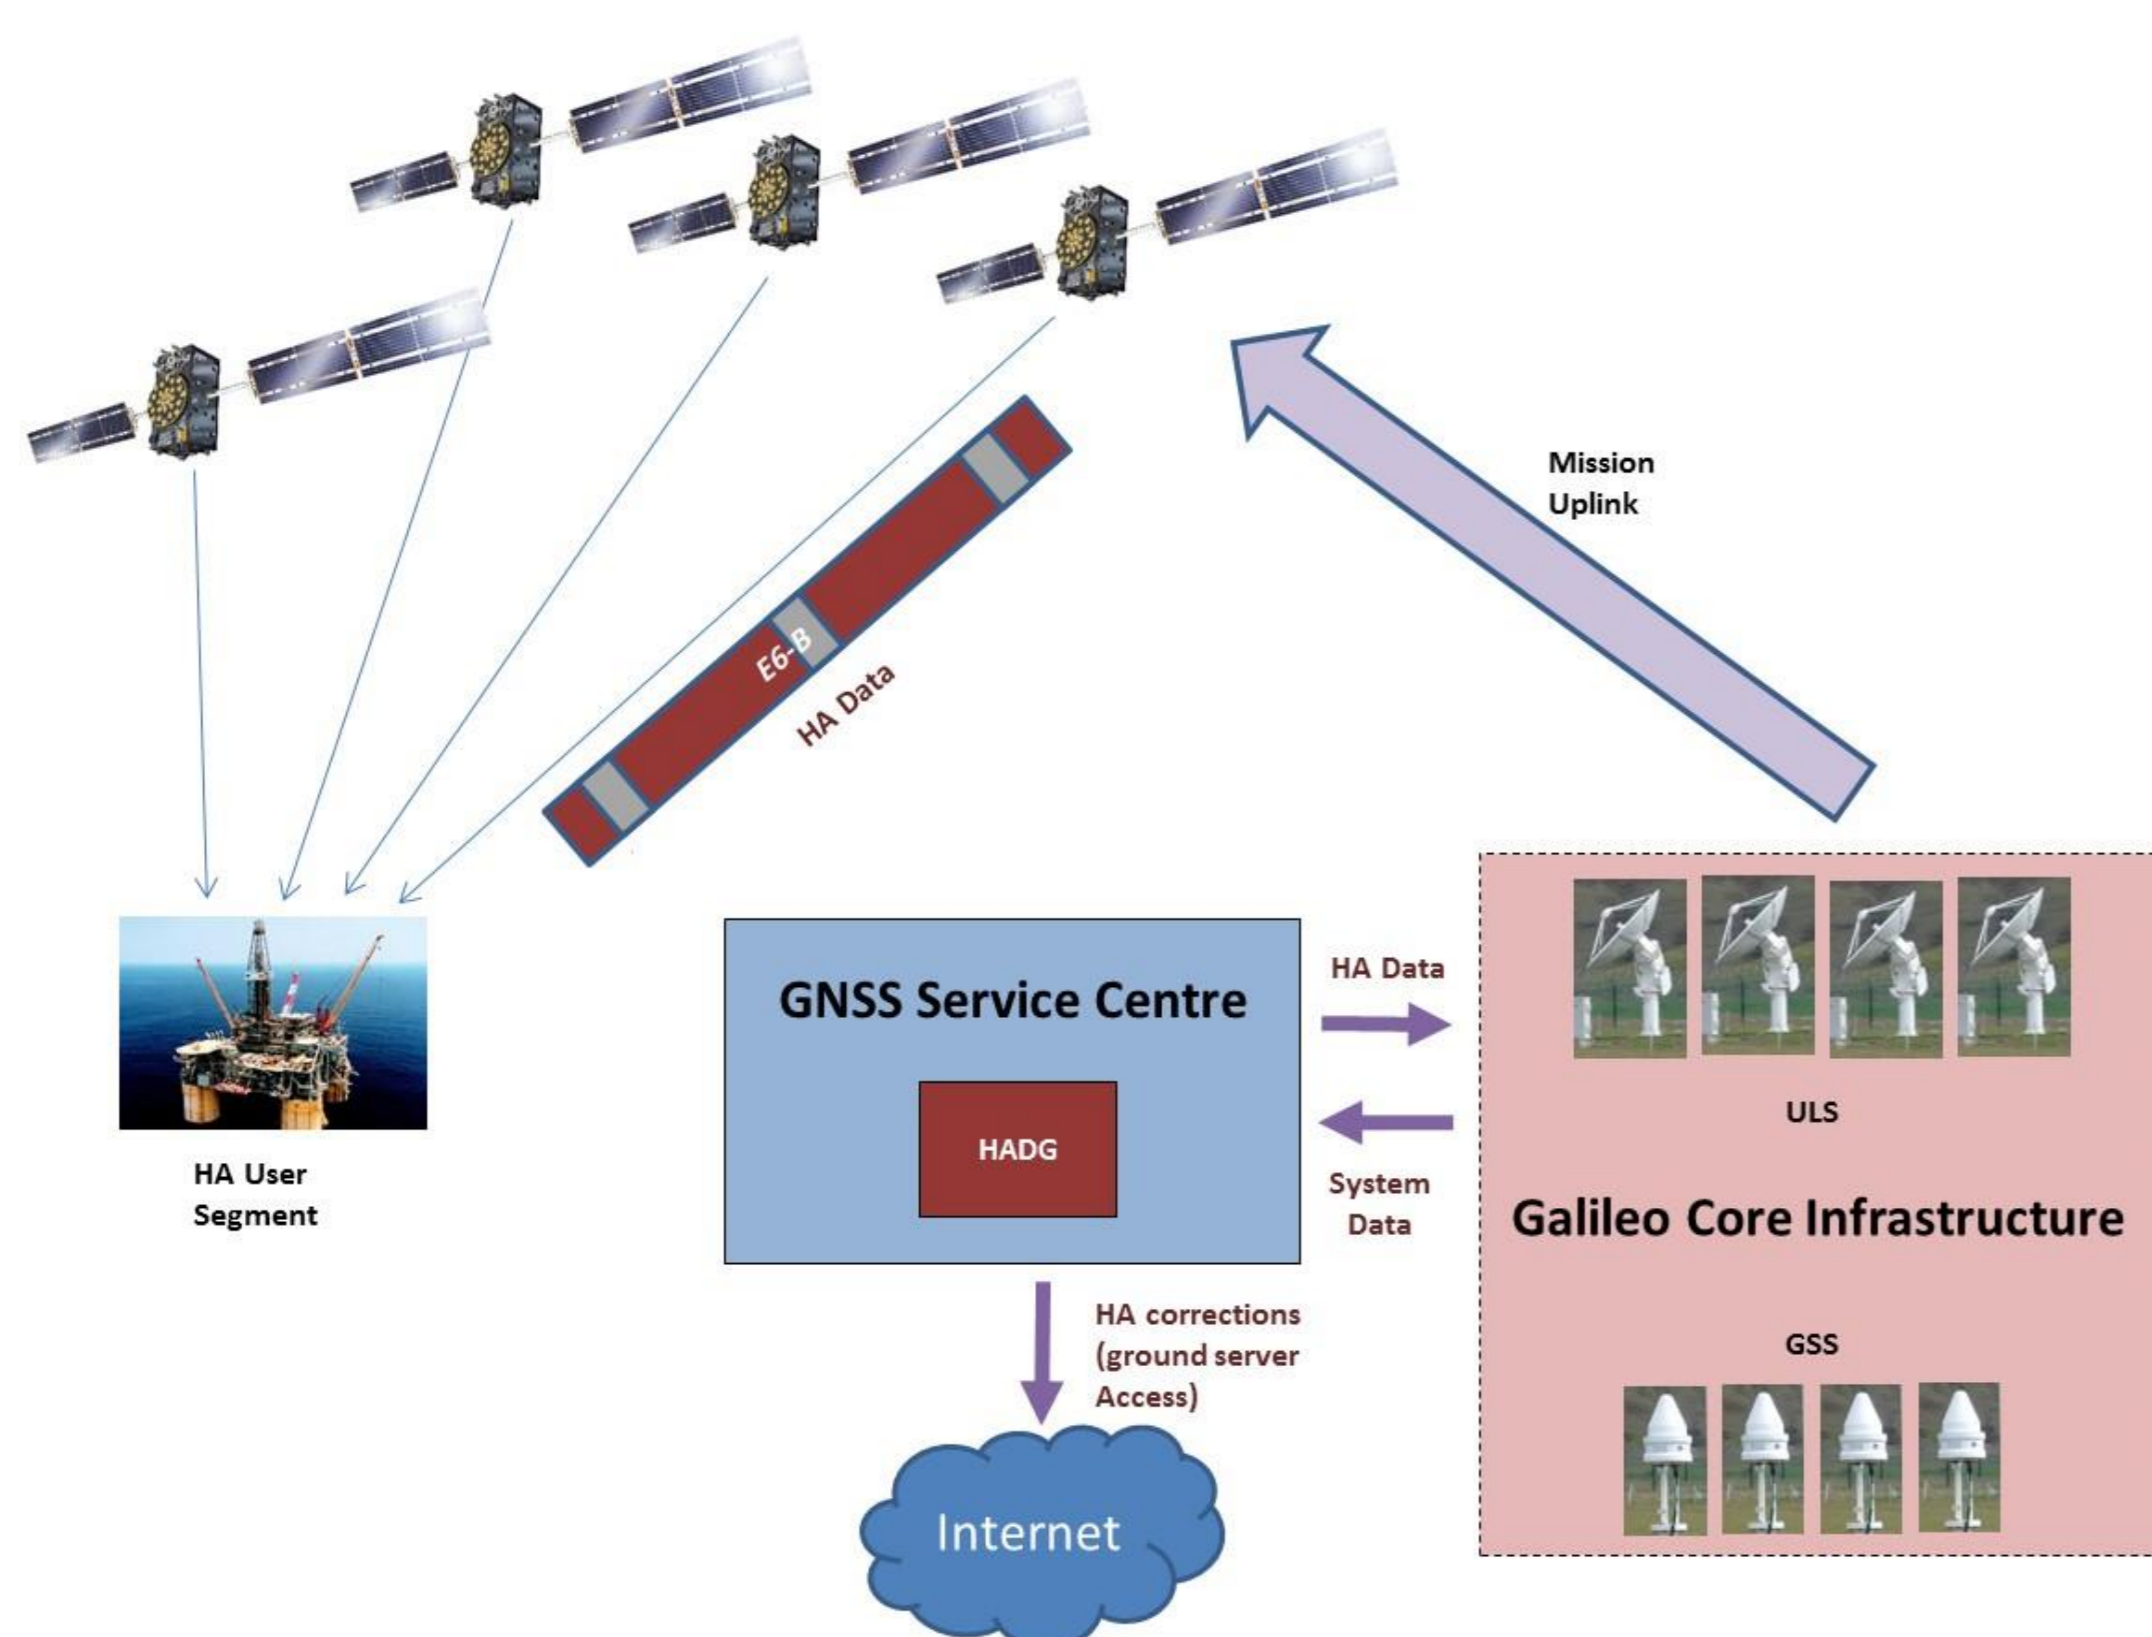 Mission
Uplink
E6-B
HA Data
GNSS Service Centre
HADG
HA Data
System
Data
ULS
Galileo Core Infrastructure
GSS
HA User
Segment
HA corrections
(ground server
Access)
Internet